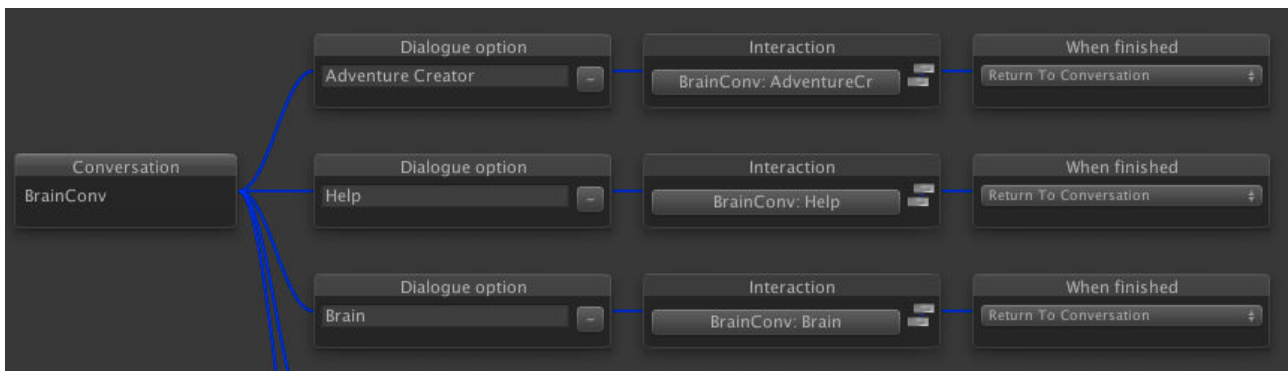 Dialogue option
Interaction
When finished
Adventure Creator
-
BrainConv: AdventureCr
Return To Conversation
Conversation
BrainConv
Dialogue option
Interaction
When finished
Help
-
BrainConv: Help
Return To Conversation
Dialogue option
Interaction
When finished
Brain
-
BrainConv: Brain
Return To Conversation